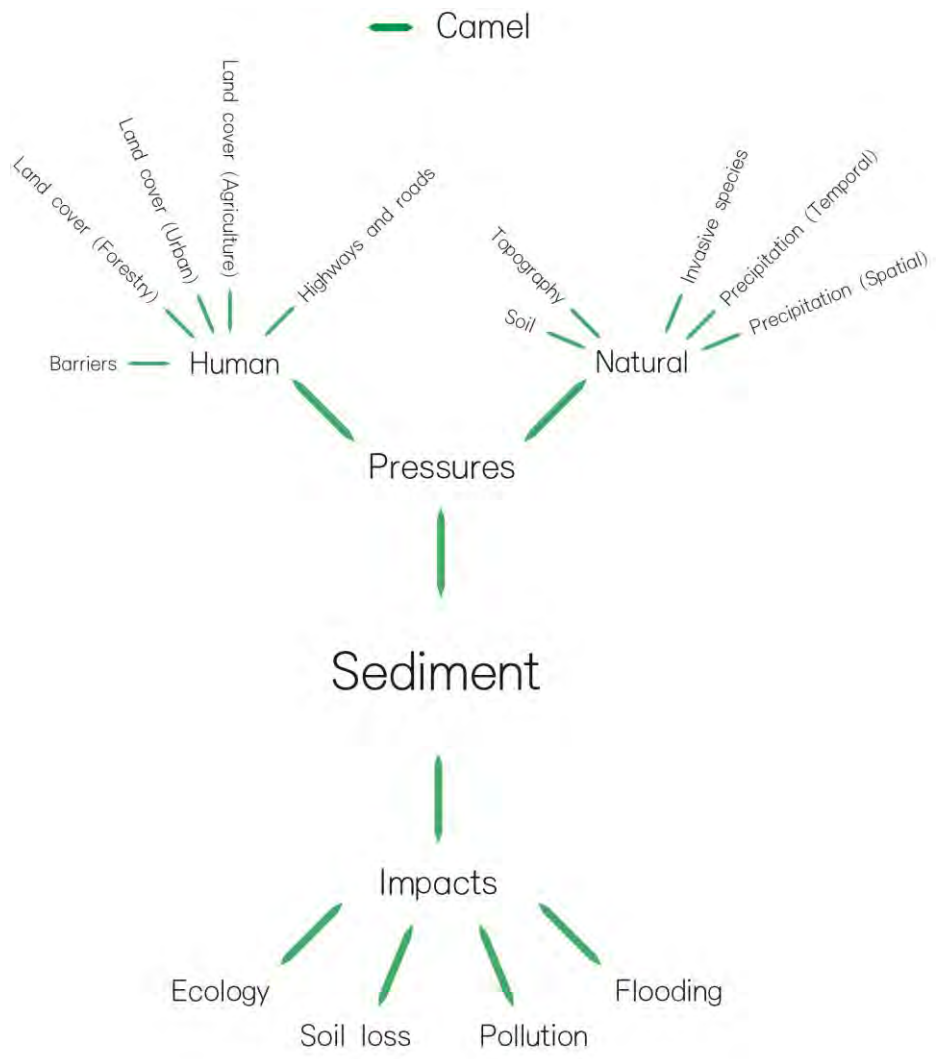 Camel
Land cover (Forestry)
Land cover (Urban)
Land cover (Agriculture)
Highways and roads
Barriers
Human
Topography
Soil
Invasive species
Precipitation (Temporal)
Precipitation (Spatial)
Natural
Pressures
Sediment
Impacts
Ecology
Soil loss
Pollution
Flooding